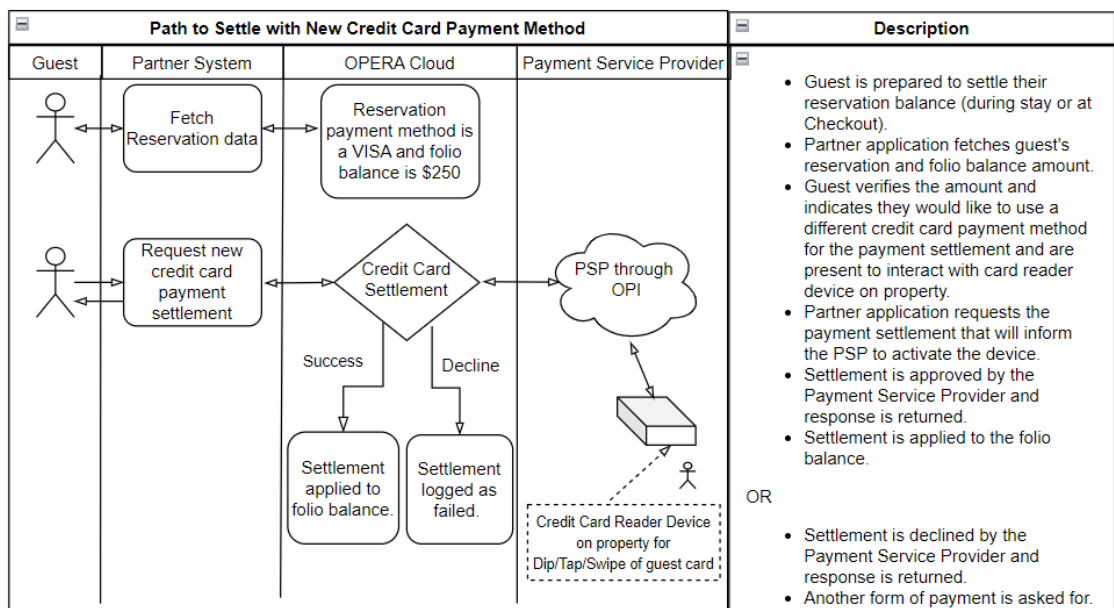 Path to Settle with New Credit Card Payment Method
Description
Guest
Partner System
OPERA Cloud
Payment Service Provider
Fetch
Reservation data
Reservation
payment method is
a VISA and folio
balance is $250
Request new
credit card
payment
settlement
Credit Card
Settlement
PSP through
OPI
Success
Decline
Settlement
applied to
folio balance.
Settlement
logged as
failed.
Credit Card Reader Device
on property for
Dip/Tap/Swipe of guest card
• Guest is prepared to settle their
reservation balance (during stay or at
Checkout).
• Partner application fetches guest's
reservation and folio balance amount.
• Guest verifies the amount and
indicates they would like to use a
different credit card payment method
for the payment settlement and are
present to interact with card reader
device on property.
• Partner application requests the
payment settlement that will inform
the PSP to activate the device.
• Settlement is approved by the
Payment Service Provider and
response is returned.
• Settlement is applied to the folio
balance.
OR
• Settlement is declined by the
Payment Service Provider and
response is returned.
• Another form of payment is asked for.